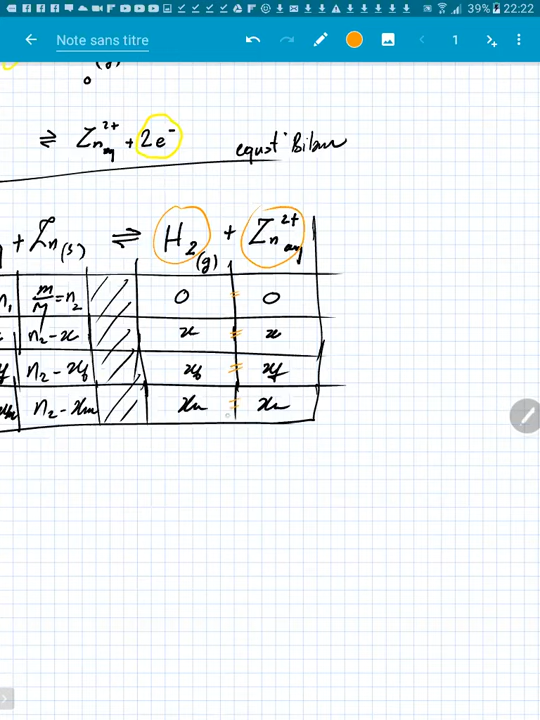 39% 22:22
Note sans titre 1
(g)
⇌ Zn²⁺aq + 2e⁻ equat° Bilan
+ Zn(s) ⇌ H₂(g) + Zn²⁺aq
n₁ m/M = n₂ 0 = 0
n₂ - x x = x
n₂ - xf xf = xf
n₂ - xm xm = xm